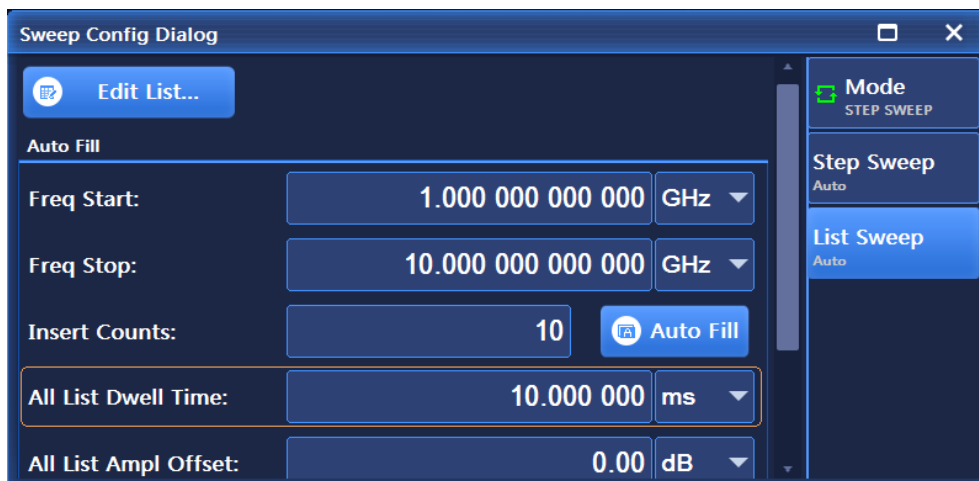 Sweep Config Dialog
Edit List...
Auto Fill
Freq Start: 1.000 000 000 000 GHz
Freq Stop: 10.000 000 000 000 GHz
Insert Counts: 10 Auto Fill
All List Dwell Time: 10.000 000 ms
All List Ampl Offset: 0.00 dB
Mode
STEP SWEEP
Step Sweep
Auto
List Sweep
Auto